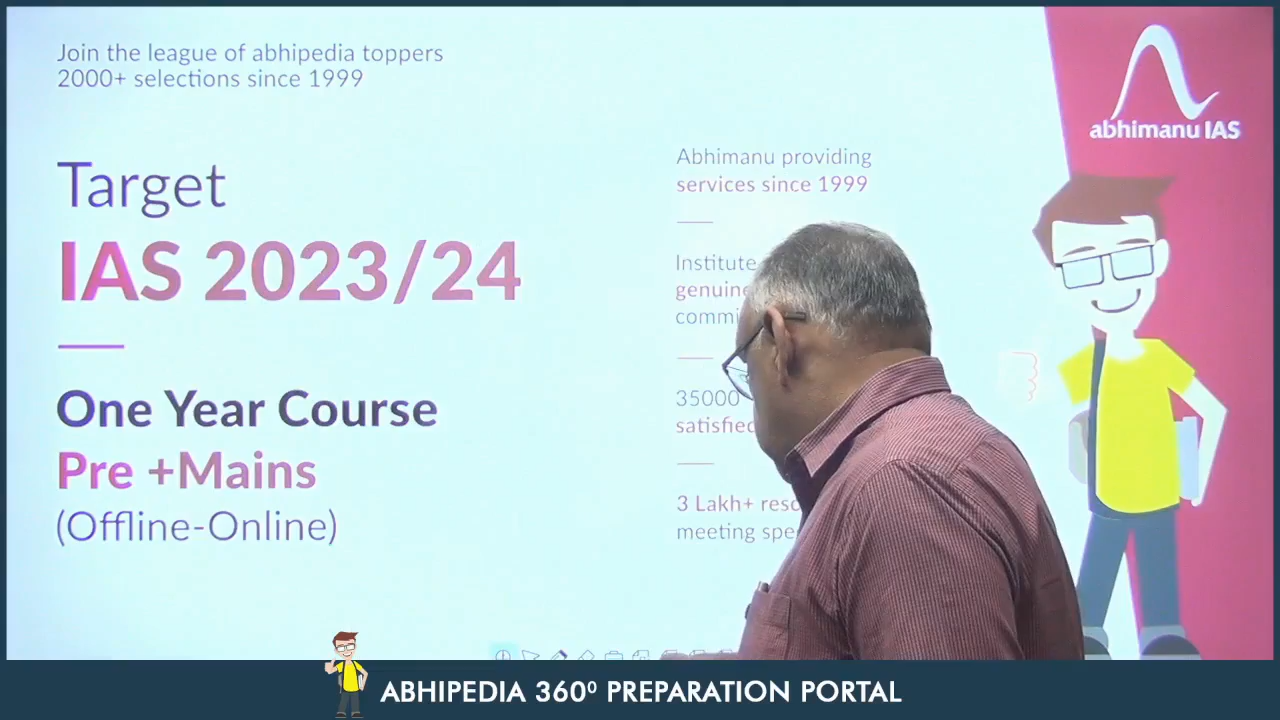 Join the league of abhipedia toppers
2000+ selections since 1999
Target
IAS 2023/24
One Year Course
Pre +Mains
(Offline-Online)
Abhimanu providing
services since 1999
Institute
35000
3 Lakh+
meeting
abhimanu IAS
ABHIPEDIA 360⁰ PREPARATION PORTAL